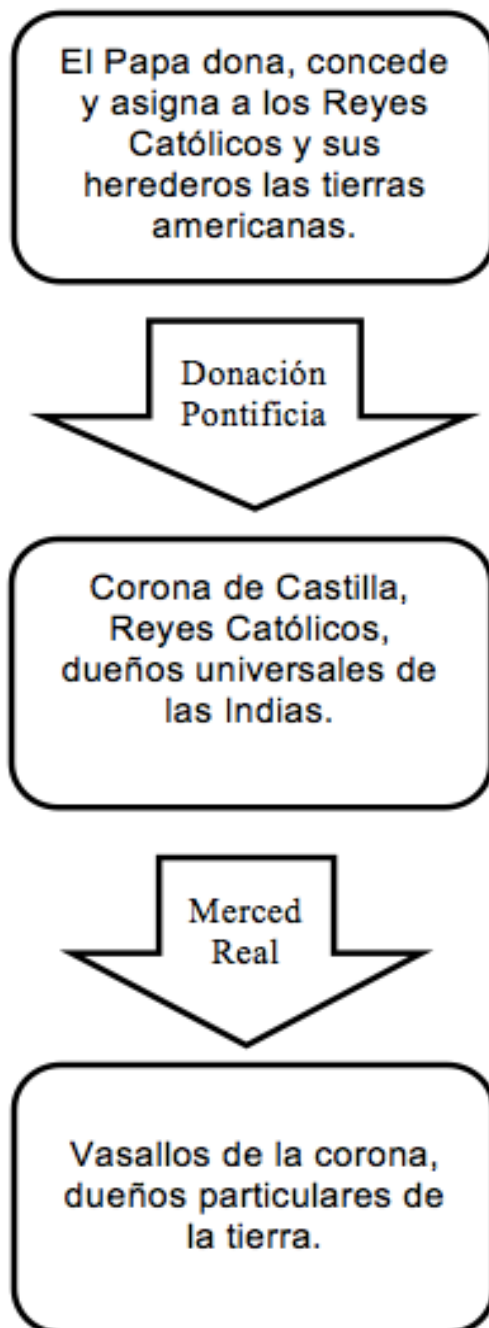 El Papa dona, concede
y asigna a los Reyes
Católicos y sus
herederos las tierras
americanas.
Donación
Pontificia
Corona de Castilla,
Reyes Católicos,
dueños universales de
las Indias.
Merced
Real
Vasallos de la corona,
dueños particulares de
la tierra.